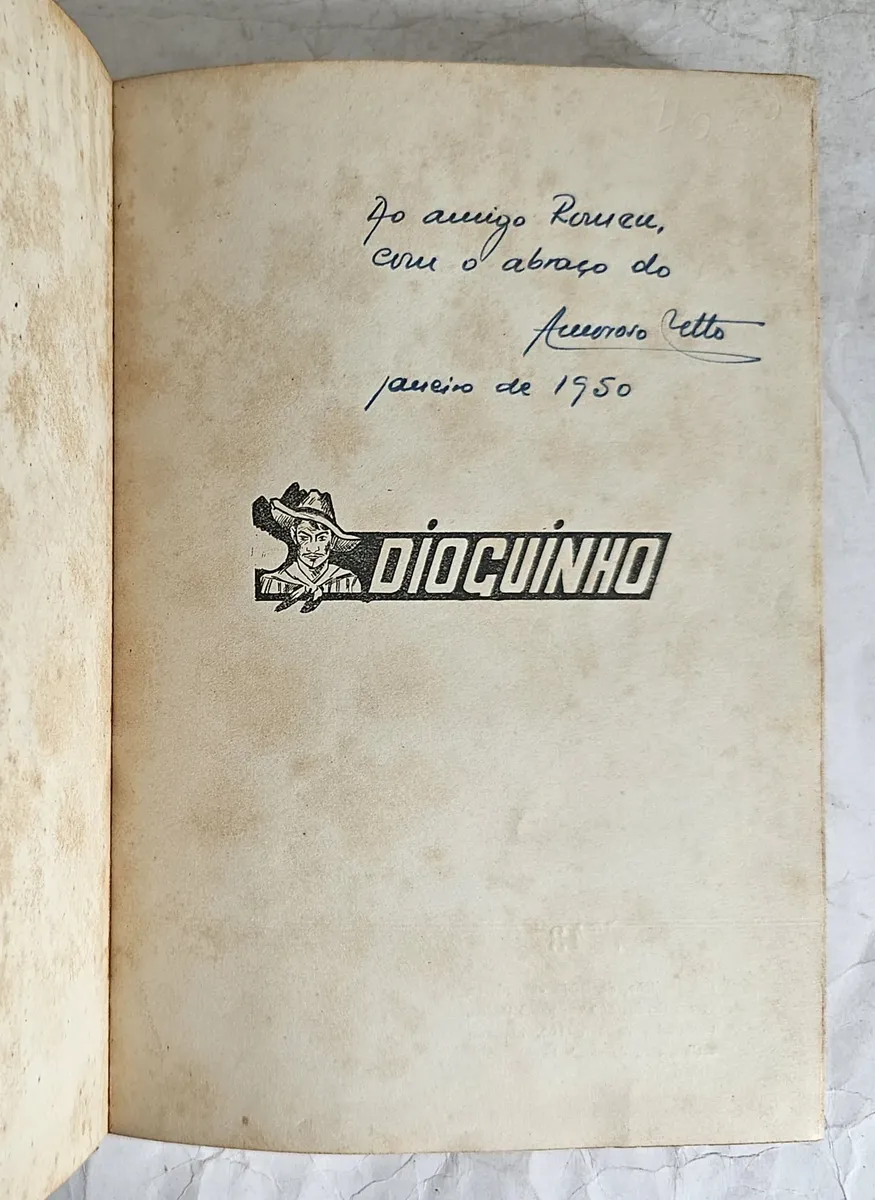 Ao amigo Romeu,
com o abraço do
Amoroso Netto
janeiro de 1950
DIOGUINHO